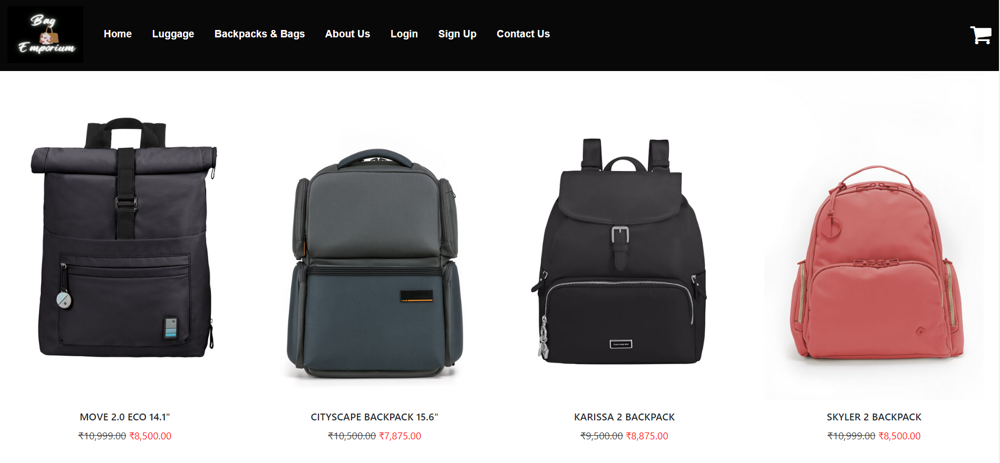 Bag
Emporium
Home Luggage Backpacks & Bags About Us Login Sign Up Contact Us
Samsonite
MOVE 2.0 ECO 14.1" CITYSCAPE BACKPACK 15.6" KARISSA 2 BACKPACK SKYLER 2 BACKPACK
₹10,999.00 ₹8,500.00 ₹10,500.00 ₹7,875.00 ₹9,500.00 ₹8,875.00 ₹10,999.00 ₹8,500.00